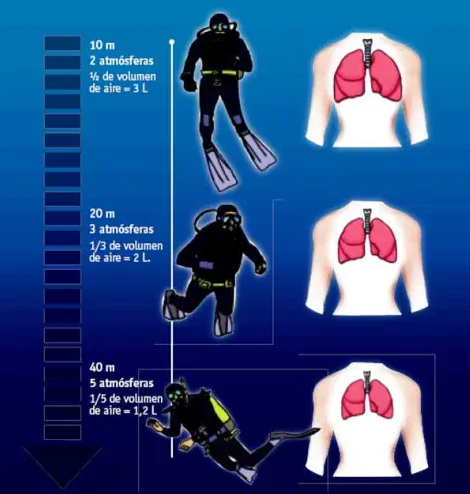 10 m
2 atmósferas
½ de volumen
de aire = 3 L
20 m
3 atmósferas
1/3 de volumen
de aire = 2 L.
40 m
5 atmósferas
1/5 de volumen
de aire = 1,2 L